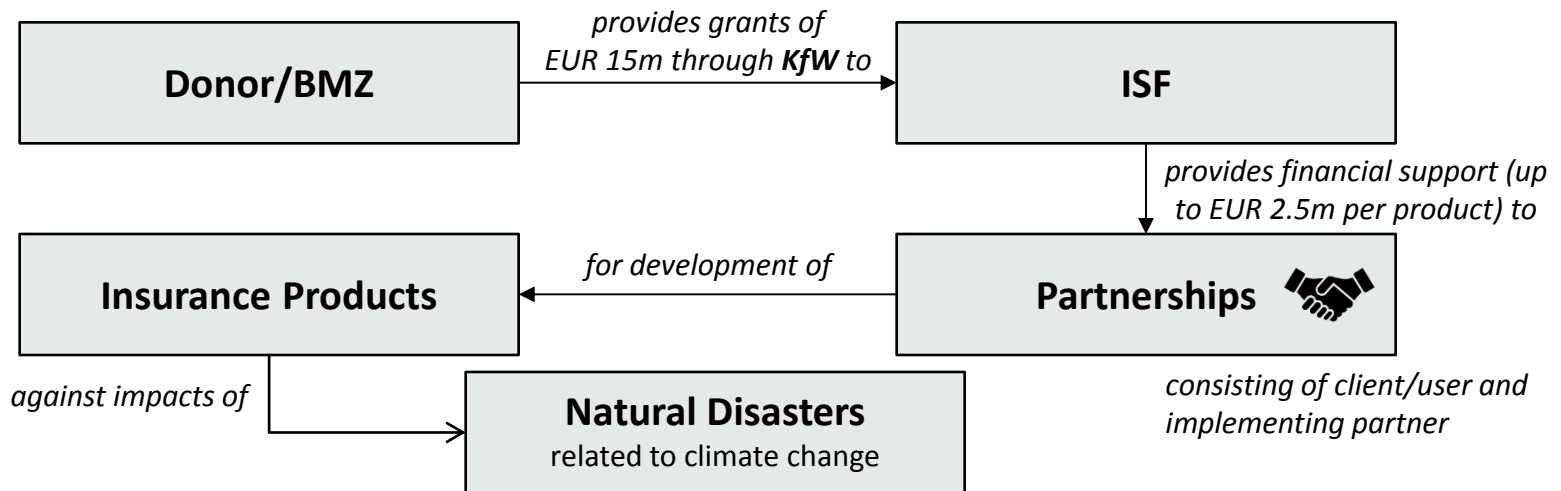 provides grants of
EUR 15m through KfW to
Donor/BMZ
ISF
provides financial support (up
to EUR 2.5m per product) to
for development of
Insurance Products
Partnerships
against impacts of
consisting of client/user and
implementing partner
Natural Disasters
related to climate change